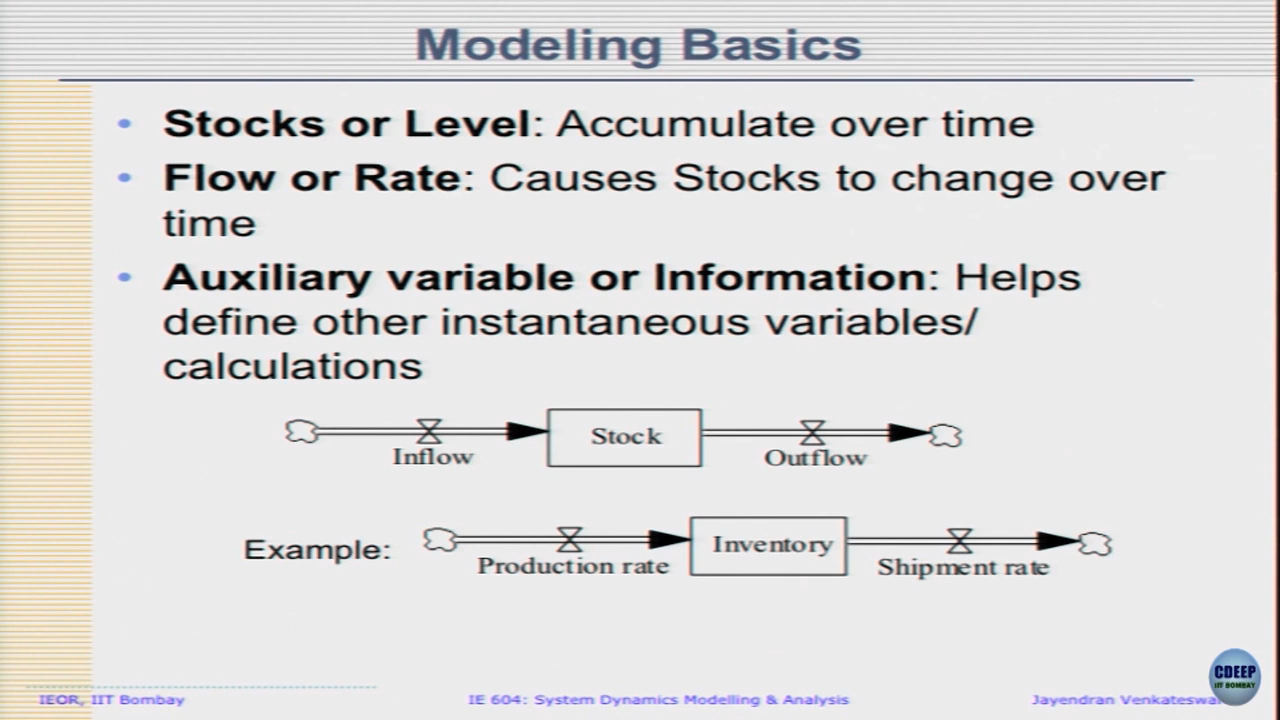 Modeling Basics
• Stocks or Level: Accumulate over time
• Flow or Rate: Causes Stocks to change over
time
• Auxiliary variable or Information: Helps
define other instantaneous variables/
calculations
Stock
Inflow
Outflow
Example:
Inventory
Production rate
Shipment rate
CDEEP
IIT BOMBAY
IEOR, IIT Bombay
IE 604: System Dynamics Modelling & Analysis
Jayendran